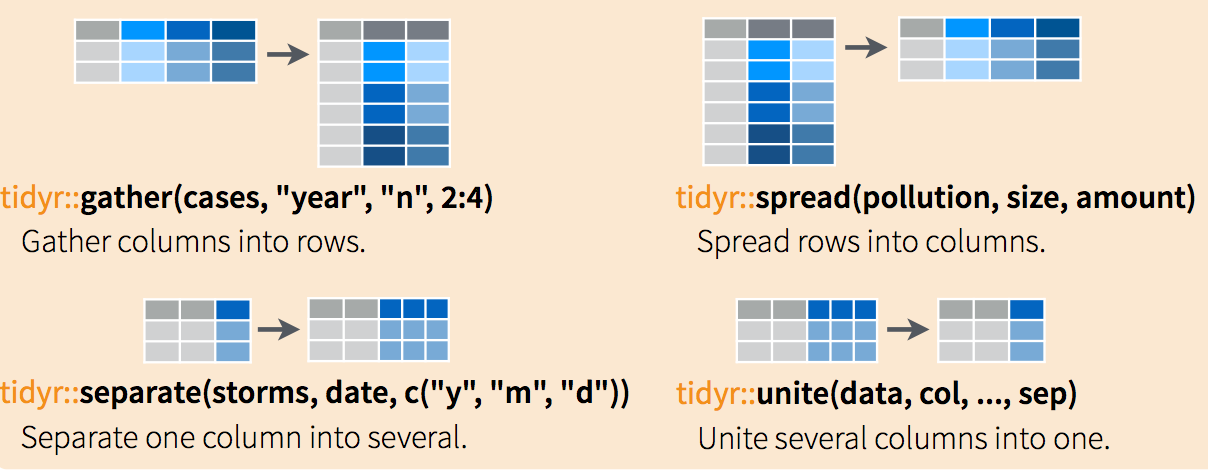 tidyr::gather(cases, "year", "n", 2:4)
Gather columns into rows.
tidyr::spread(pollution, size, amount)
Spread rows into columns.
tidyr::separate(storms, date, c("y", "m", "d"))
Separate one column into several.
tidyr::unite(data, col, ..., sep)
Unite several columns into one.